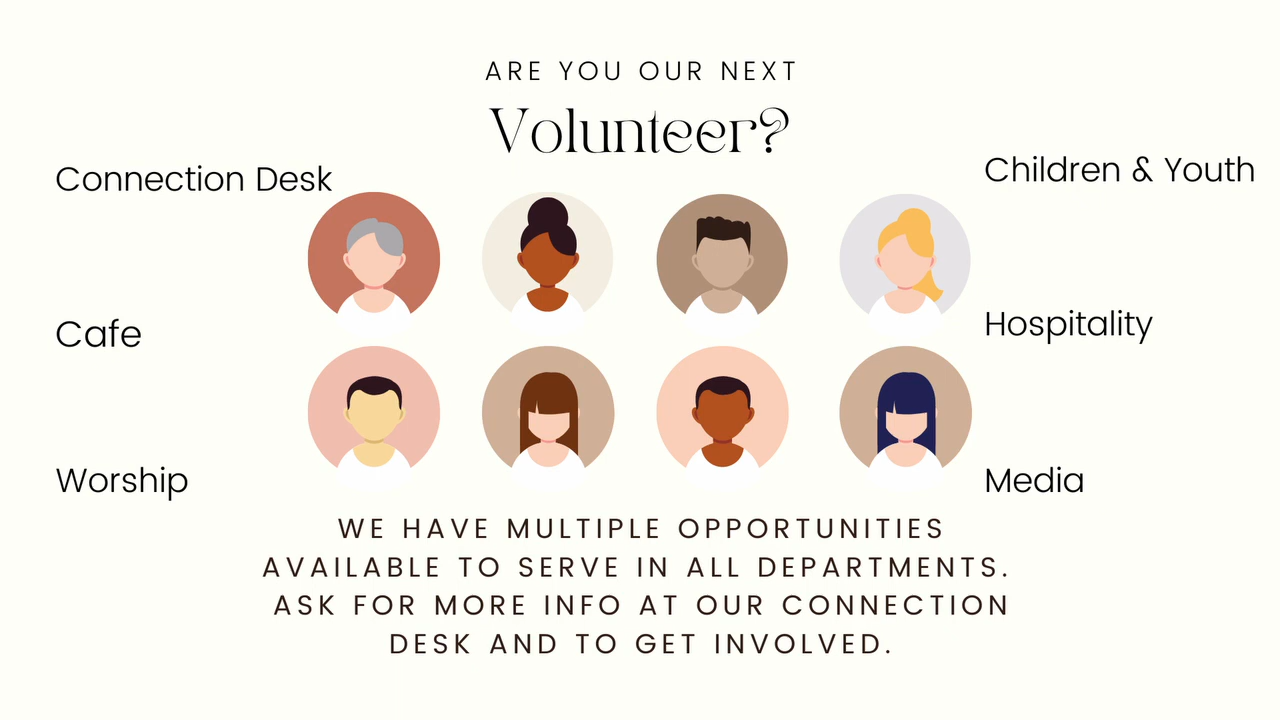 ARE YOU OUR NEXT
Volunteer?
Connection Desk
Children & Youth
Cafe
Hospitality
Worship
Media
WE HAVE MULTIPLE OPPORTUNITIES
AVAILABLE TO SERVE IN ALL DEPARTMENTS.
ASK FOR MORE INFO AT OUR CONNECTION
DESK AND TO GET INVOLVED.